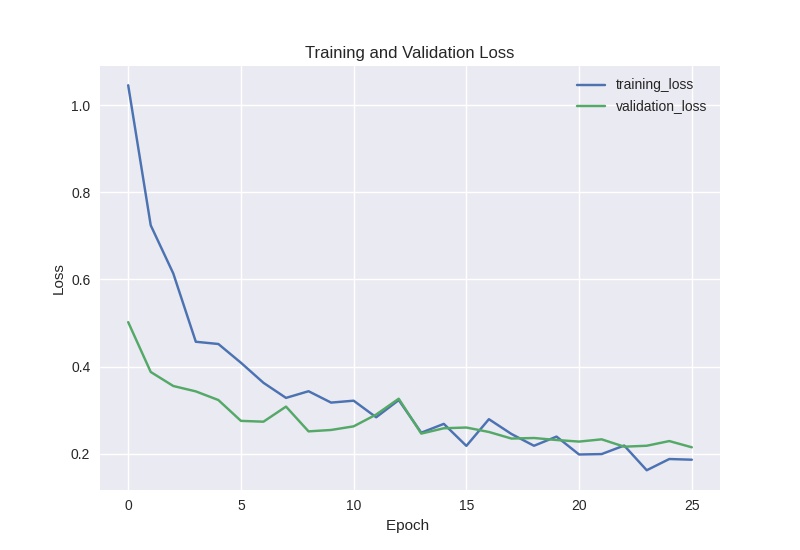 Training and Validation Loss
training_loss
validation_loss
1.0
0.8
0.6
0.4
0.2
Loss
0 5 10 15 20 25
Epoch